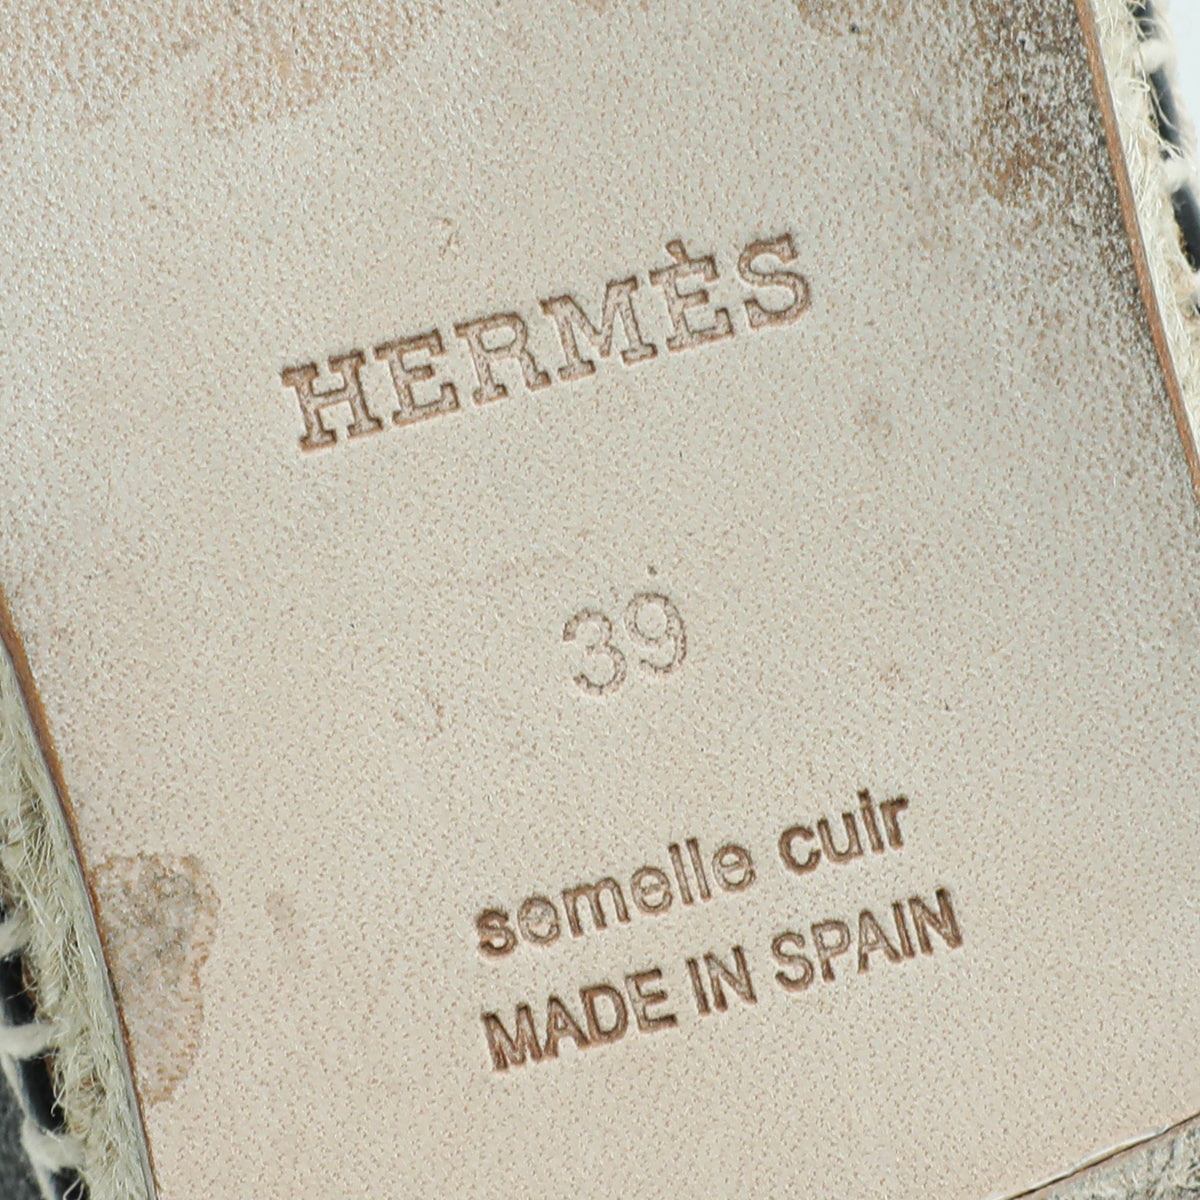 HERMÈS
39
semelle cuir
MADE IN SPAIN